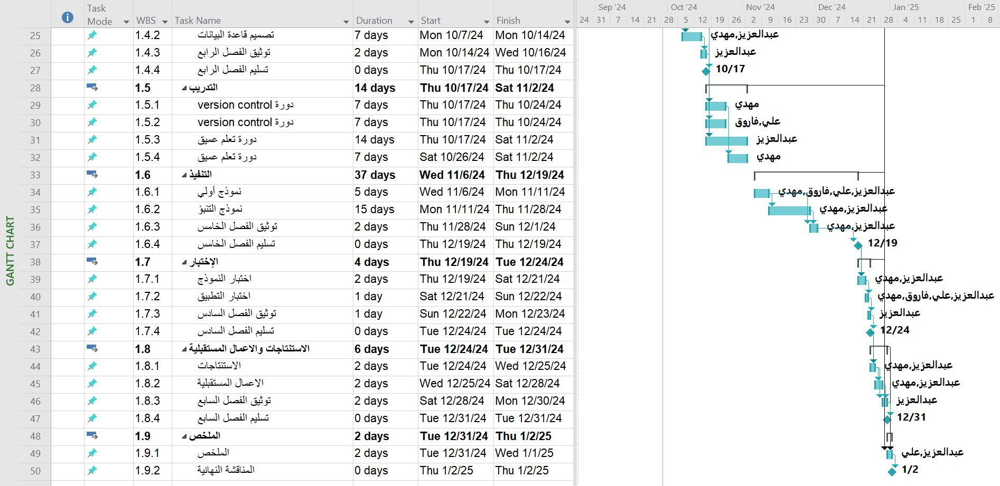 Task Mode WBS Task Name Duration Start Finish
Sep '24 Oct '24 Nov '24 Dec '24 Jan '25 Feb '25
24 31 7 14 21 28 5 12 19 26 2 9 16 23 30 7 14 21 28 4 11 18 25 1 8
25 1.4.2 تصميم قاعدة البيانات 7 days Mon 10/7/24 Mon 10/14/24 عبدالعزيز,مهدي
26 1.4.3 توثيق الفصل الرابع 2 days Mon 10/14/24 Wed 10/16/24 عبدالعزيز
27 1.4.4 تسليم الفصل الرابع 0 days Thu 10/17/24 Thu 10/17/24 10/17
28 1.5 التدريب 14 days Thu 10/17/24 Sat 11/2/24
29 1.5.1 دورة version control 7 days Thu 10/17/24 Thu 10/24/24 مهدي
30 1.5.2 دورة version control 7 days Thu 10/17/24 Thu 10/24/24 علي,فاروق
31 1.5.3 دورة تعلم عميق 14 days Thu 10/17/24 Sat 11/2/24 عبدالعزيز
32 1.5.4 دورة تعلم عميق 7 days Sat 10/26/24 Sat 11/2/24 مهدي
33 1.6 التنفيذ 37 days Wed 11/6/24 Thu 12/19/24
34 1.6.1 نموذج أولي 5 days Wed 11/6/24 Mon 11/11/24 عبدالعزيز,علي,فاروق,مهدي
35 1.6.2 نموذج التنبؤ 15 days Mon 11/11/24 Thu 11/28/24 عبدالعزيز,مهدي
36 1.6.3 توثيق الفصل الخامس 2 days Thu 11/28/24 Sun 12/1/24 عبدالعزيز,مهدي
37 1.6.4 تسليم الفصل الخامس 0 days Thu 12/19/24 Thu 12/19/24 12/19
38 1.7 الإختبار 4 days Thu 12/19/24 Tue 12/24/24
39 1.7.1 اختبار النموذج 2 days Thu 12/19/24 Sat 12/21/24 عبدالعزيز,مهدي
40 1.7.2 اختبار التطبيق 1 day Sat 12/21/24 Sun 12/22/24 عبدالعزيز,علي,فاروق,مهدي
41 1.7.3 توثيق الفصل السادس 1 day Sun 12/22/24 Mon 12/23/24 عبدالعزيز
42 1.7.4 تسليم الفصل السادس 0 days Tue 12/24/24 Tue 12/24/24 12/24
43 1.8 الاستنتاجات والاعمال المستقبلية 6 days Tue 12/24/24 Tue 12/31/24
44 1.8.1 الاستنتاجات 2 days Tue 12/24/24 Wed 12/25/24 عبدالعزيز,مهدي
45 1.8.2 الاعمال المستقبلية 2 days Wed 12/25/24 Sat 12/28/24 عبدالعزيز,مهدي
46 1.8.3 توثيق الفصل السابع 2 days Sat 12/28/24 Mon 12/30/24 عبدالعزيز
47 1.8.4 تسليم الفصل السابع 0 days Tue 12/31/24 Tue 12/31/24 12/31
48 1.9 الملخص 2 days Tue 12/31/24 Thu 1/2/25
49 1.9.1 الملخص 2 days Tue 12/31/24 Wed 1/1/25 عبدالعزيز,علي
50 1.9.2 المناقشة النهائية 0 days Thu 1/2/25 Thu 1/2/25 1/2
GANTT CHART